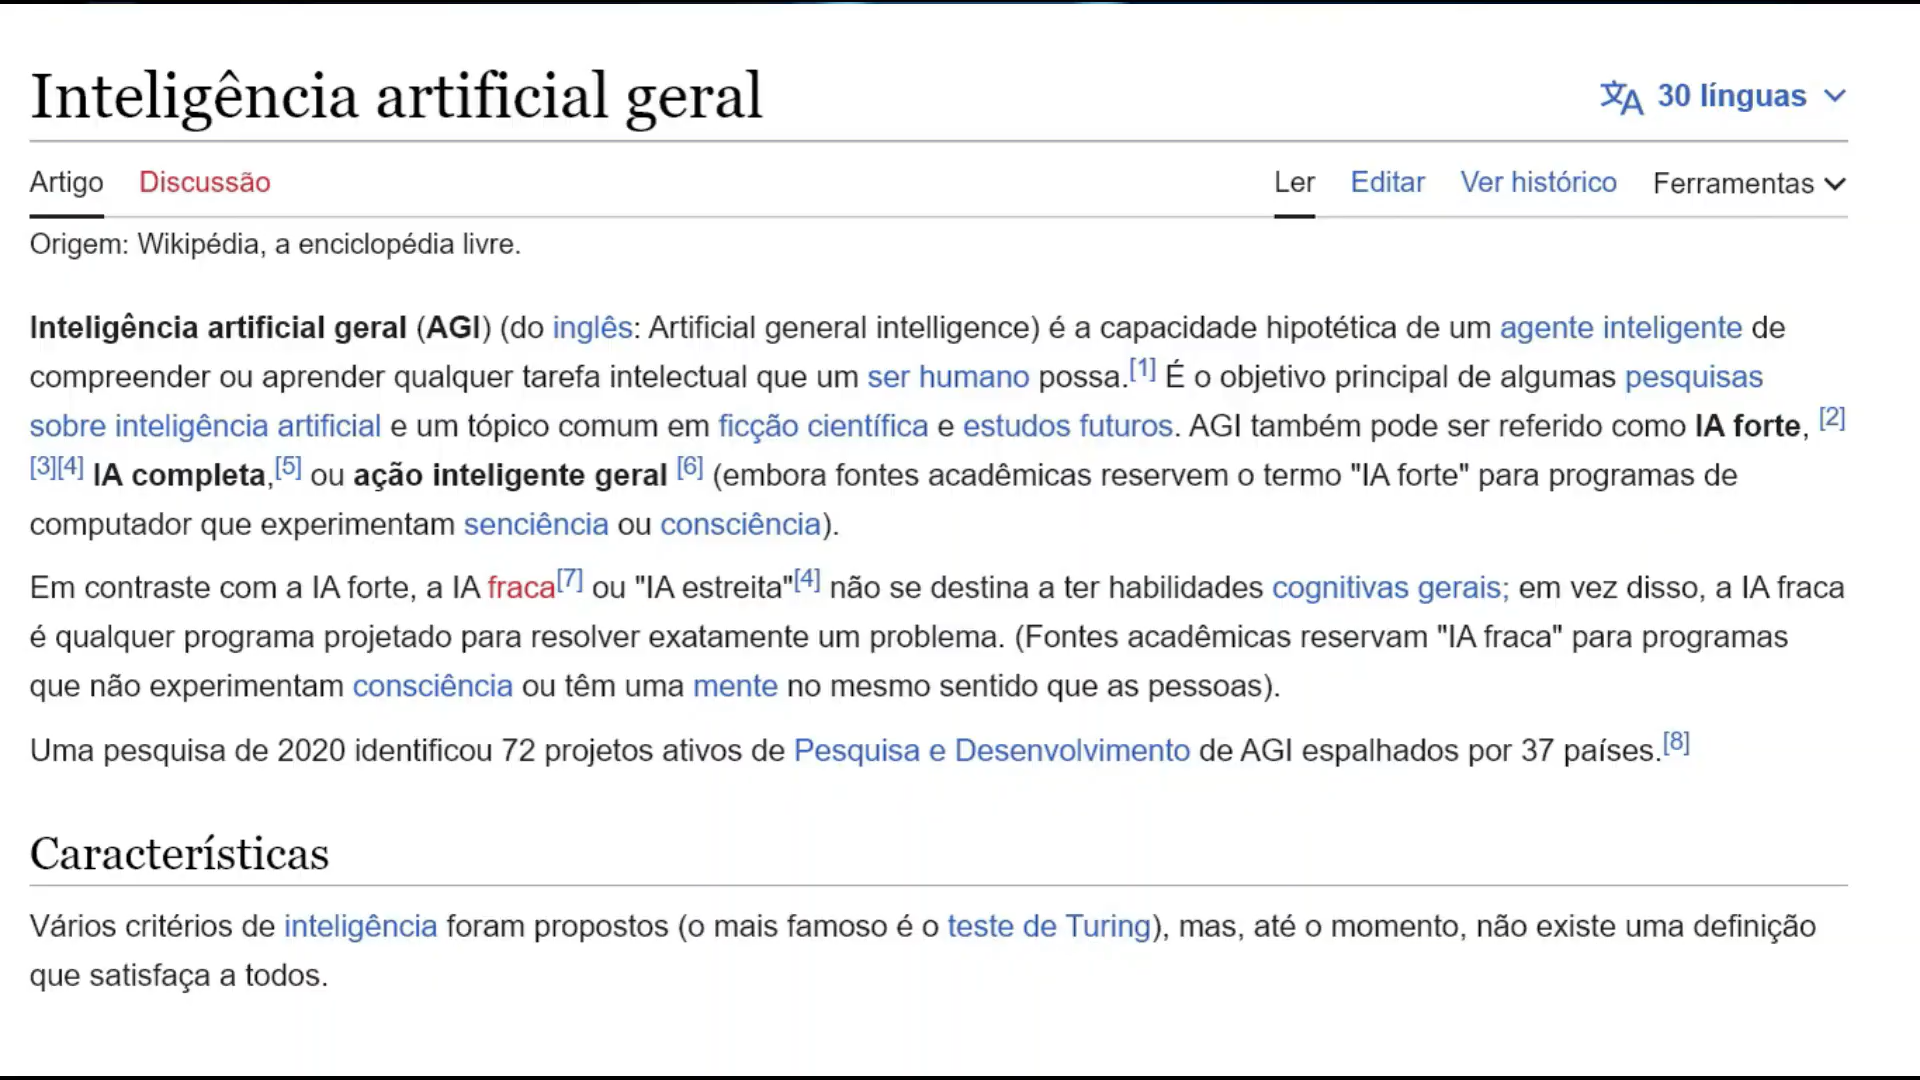 Inteligência artificial geral
30 línguas
Artigo Discussão Ler Editar Ver histórico Ferramentas
Origem: Wikipédia, a enciclopédia livre.
Inteligência artificial geral (AGI) (do inglês: Artificial general intelligence) é a capacidade hipotética de um agente inteligente de
compreender ou aprender qualquer tarefa intelectual que um ser humano possa.[1] É o objetivo principal de algumas pesquisas
sobre inteligência artificial e um tópico comum em ficção científica e estudos futuros. AGI também pode ser referido como IA forte, [2]
[3][4] IA completa,[5] ou ação inteligente geral [6] (embora fontes acadêmicas reservem o termo "IA forte" para programas de
computador que experimentam senciência ou consciência).
Em contraste com a IA forte, a IA fraca[7] ou "IA estreita"[4] não se destina a ter habilidades cognitivas gerais; em vez disso, a IA fraca
é qualquer programa projetado para resolver exatamente um problema. (Fontes acadêmicas reservam "IA fraca" para programas
que não experimentam consciência ou têm uma mente no mesmo sentido que as pessoas).
Uma pesquisa de 2020 identificou 72 projetos ativos de Pesquisa e Desenvolvimento de AGI espalhados por 37 países.[8]
Características
Vários critérios de inteligência foram propostos (o mais famoso é o teste de Turing), mas, até o momento, não existe uma definição
que satisfaça a todos.